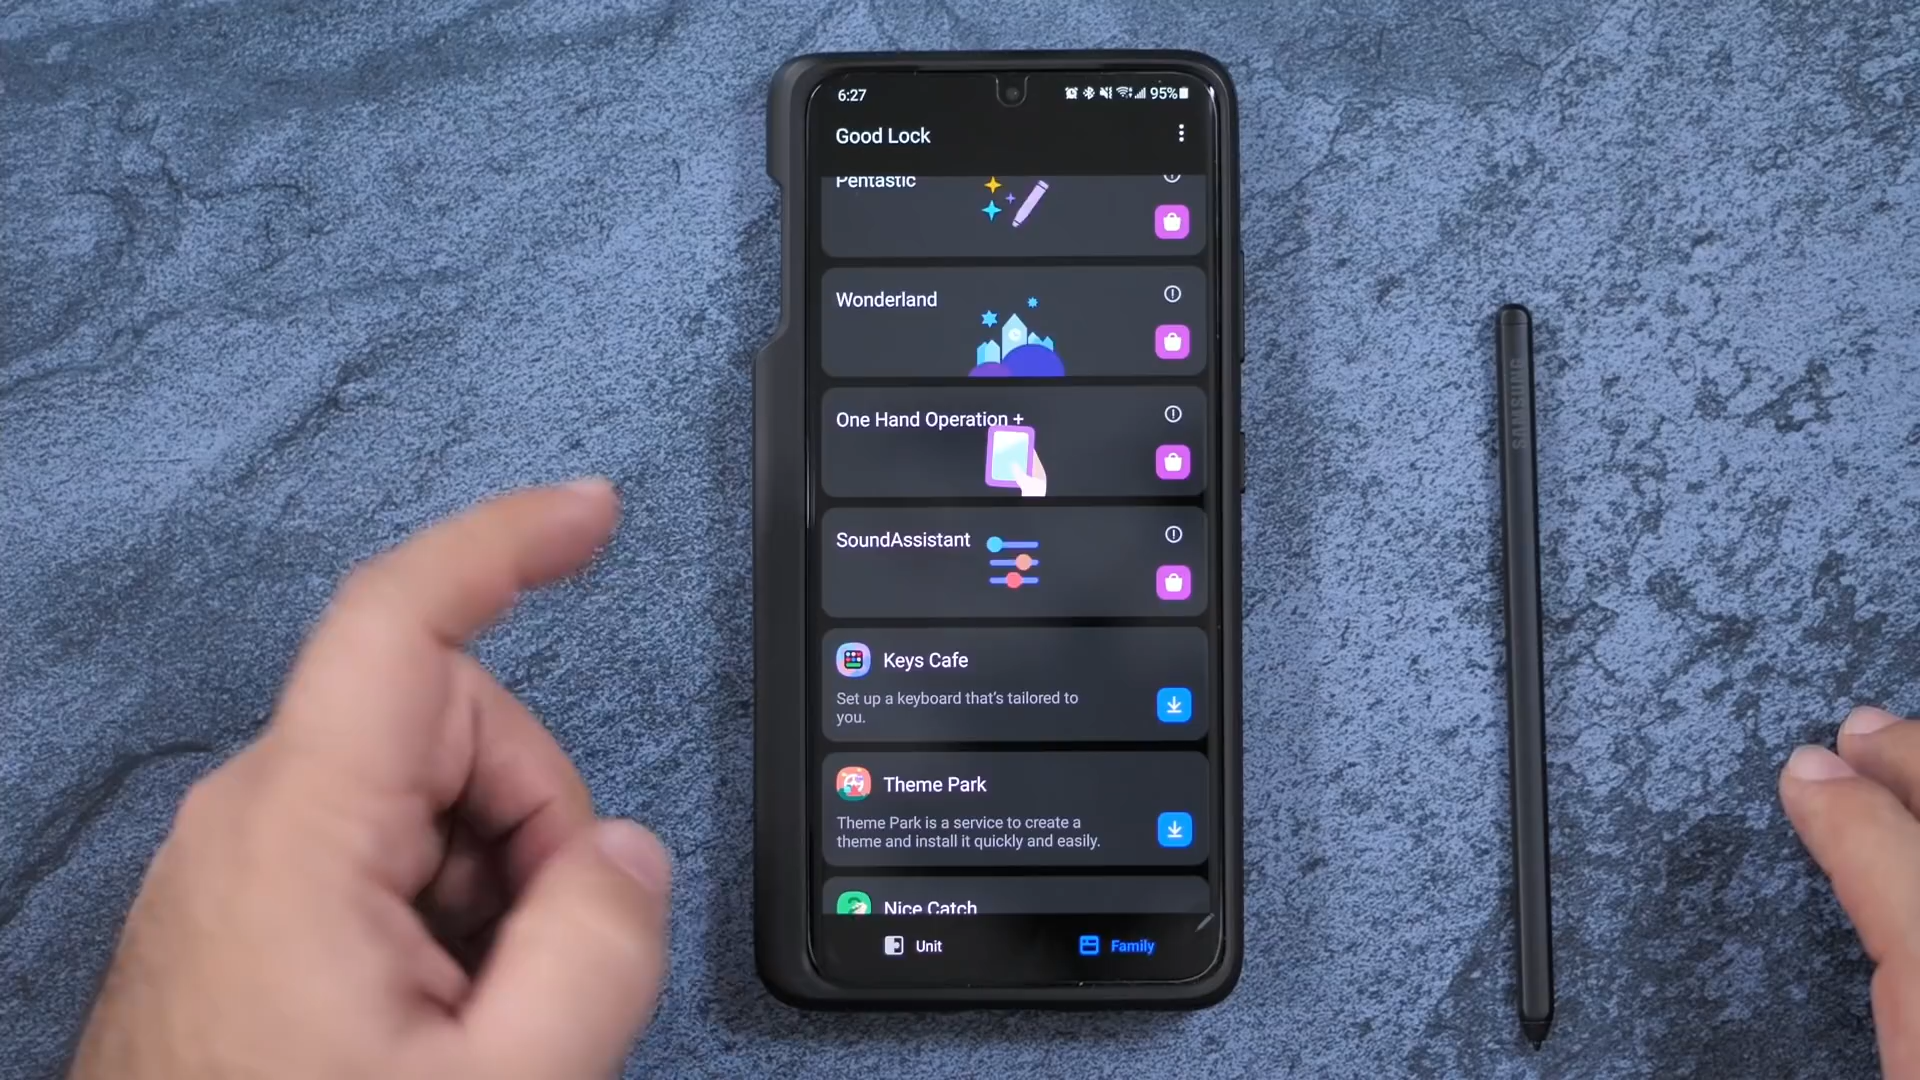 6:27
95%
Good Lock
Pentastic
Wonderland
One Hand Operation +
SoundAssistant
Keys Cafe
Set up a keyboard that's tailored to
you.
Theme Park
Theme Park is a service to create a
theme and install it quickly and easily.
Nice Catch
Unit
Family
SAMSUNG